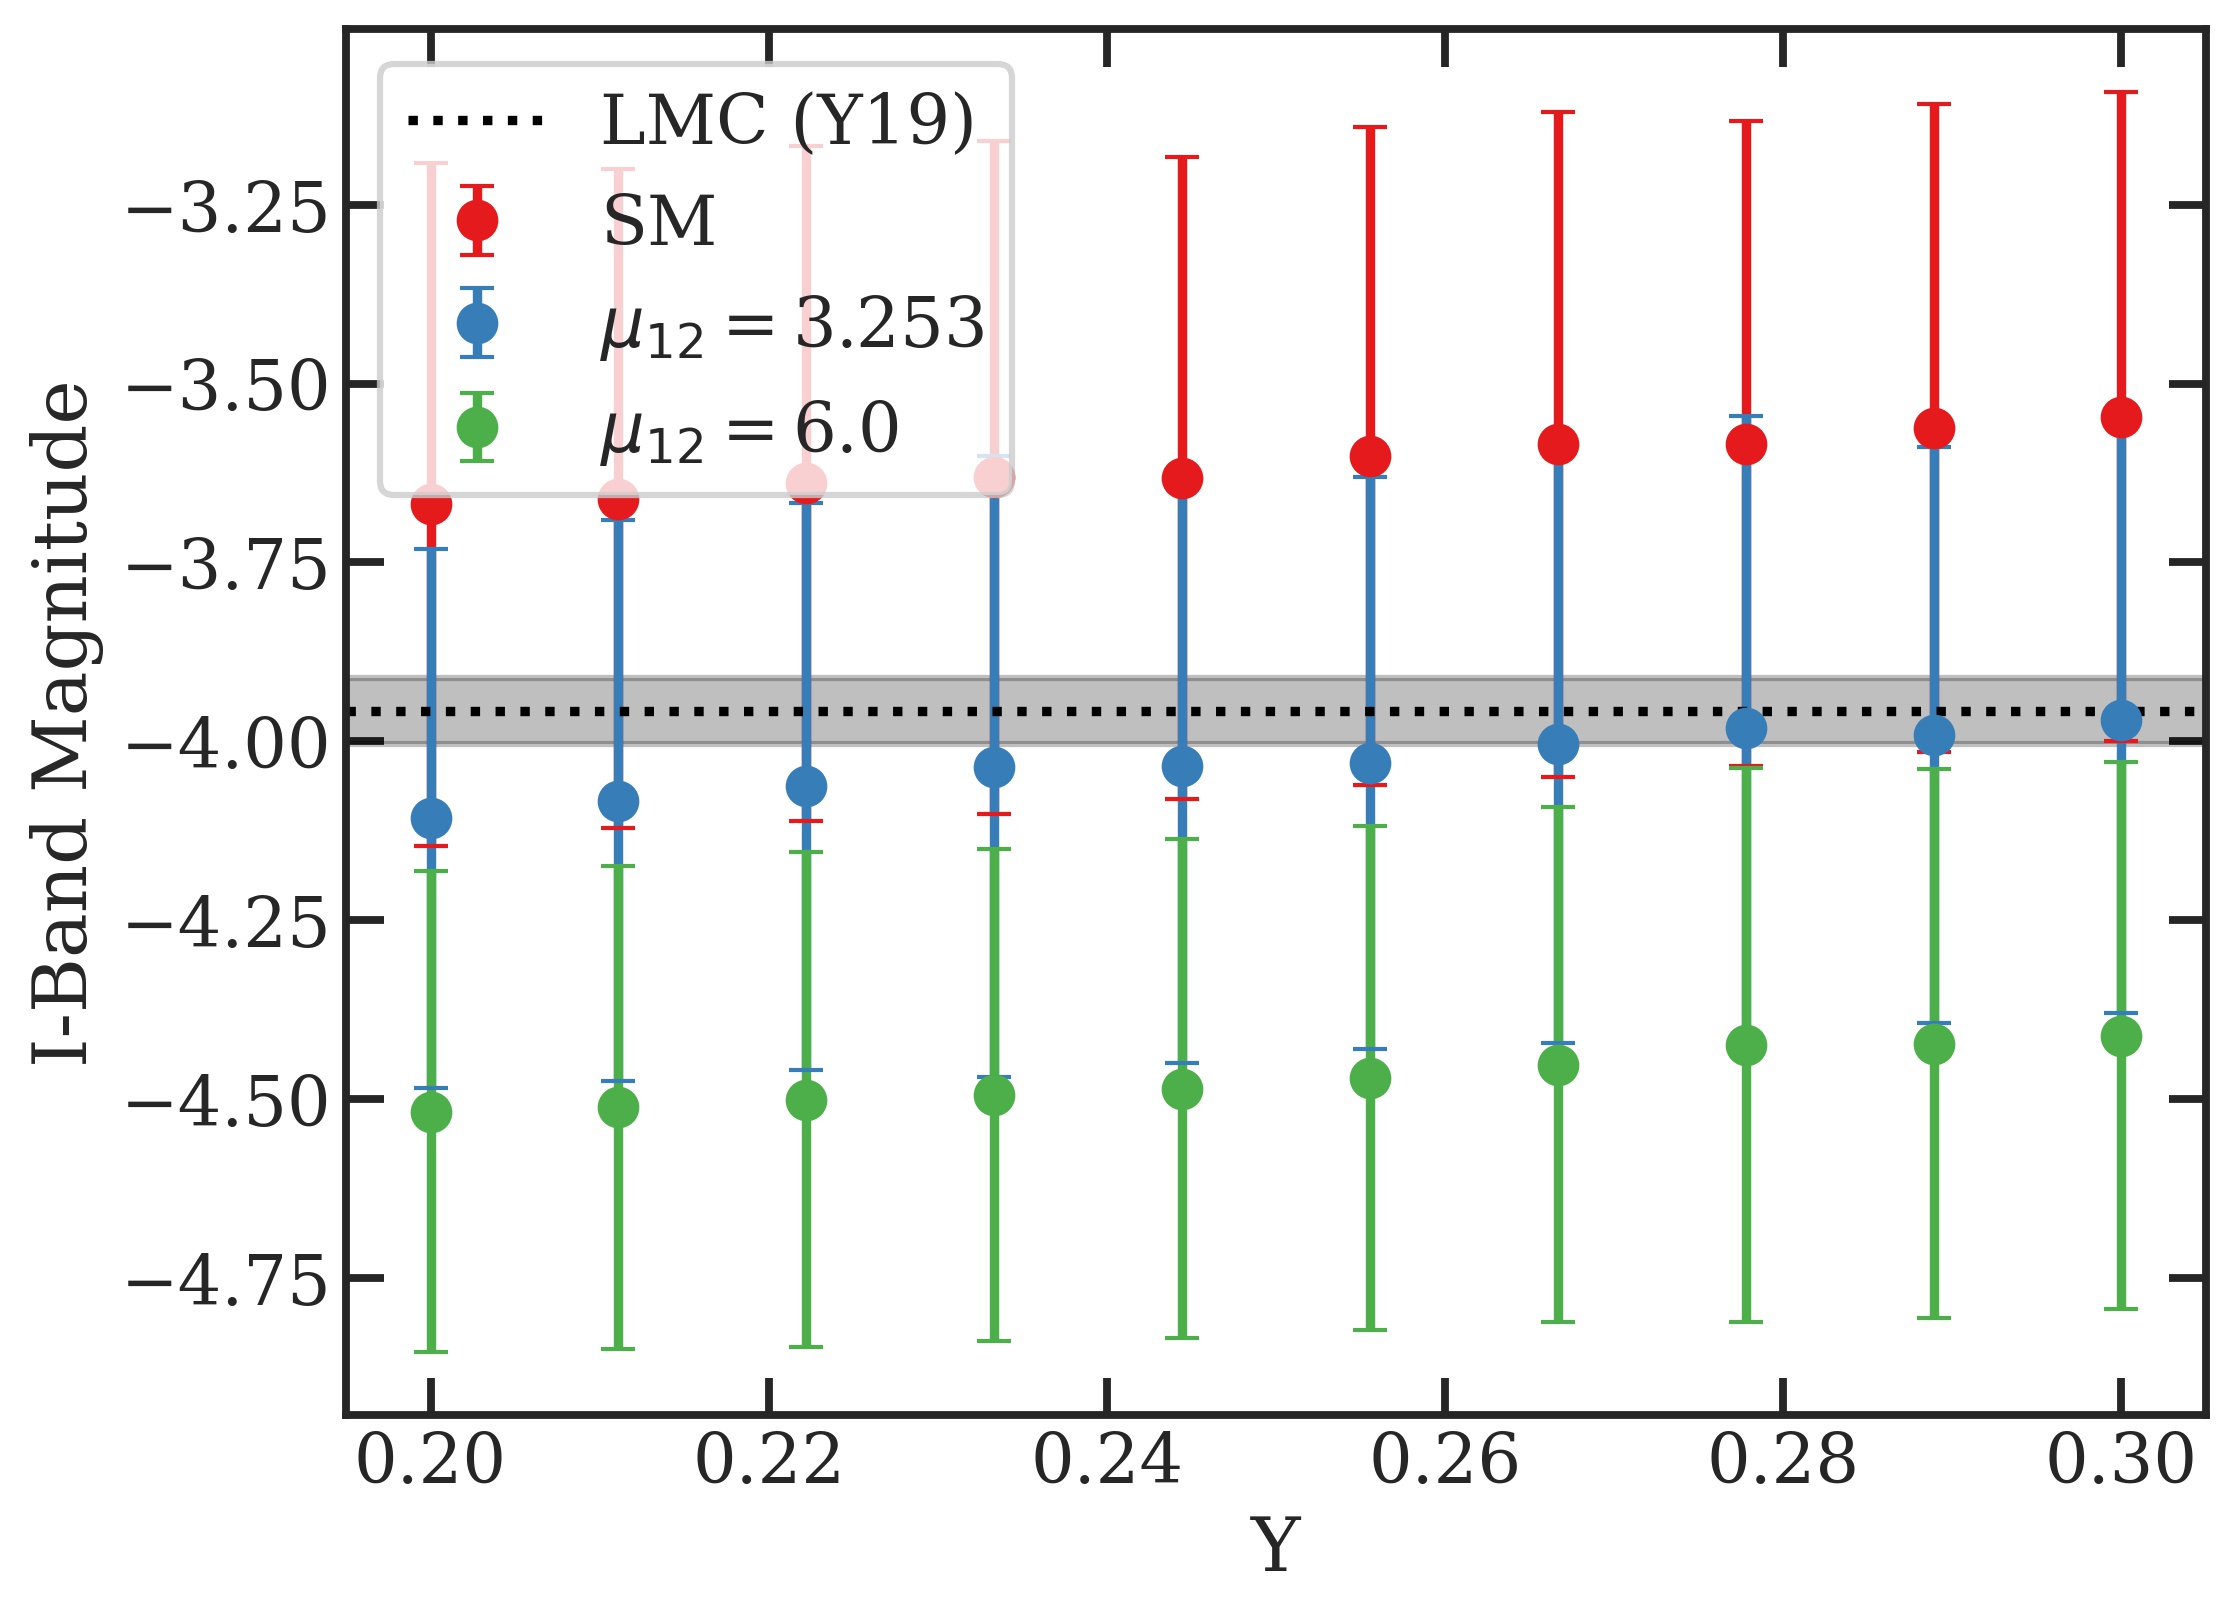 LMC (Y19)
SM
μ₁₂ = 3.253
μ₁₂ = 6.0
I-Band Magnitude
−3.25
−3.50
−3.75
−4.00
−4.25
−4.50
−4.75
0.20 0.22 0.24 0.26 0.28 0.30
Y